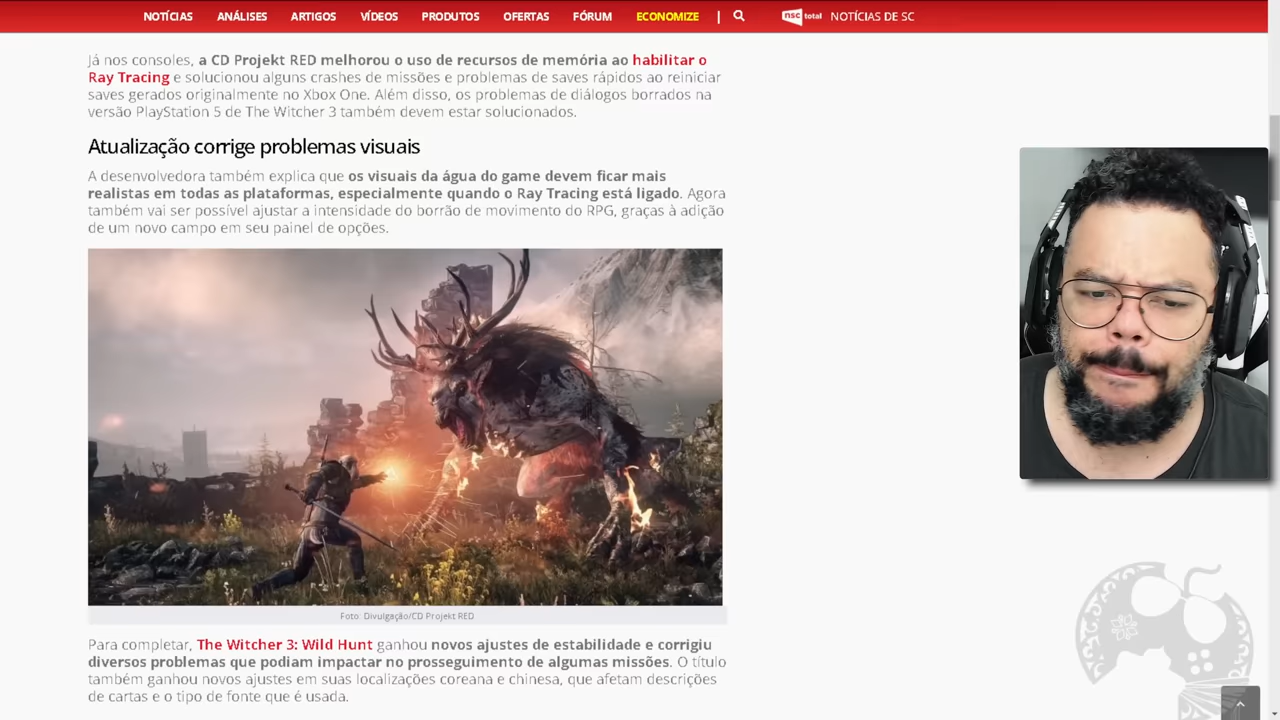 NOTÍCIAS ANÁLISES ARTIGOS VÍDEOS PRODUTOS OFERTAS FÓRUM ECONOMIZE | nsc total NOTÍCIAS DE SC
Já nos consoles, a CD Projekt RED melhorou o uso de recursos de memória ao habilitar o
Ray Tracing e solucionou alguns crashes de missões e problemas de saves rápidos ao reiniciar
saves gerados originalmente no Xbox One. Além disso, os problemas de diálogos borrados na
versão PlayStation 5 de The Witcher 3 também devem estar solucionados.
Atualização corrige problemas visuais
A desenvolvedora também explica que os visuais da água do game devem ficar mais
realistas em todas as plataformas, especialmente quando o Ray Tracing está ligado. Agora
também vai ser possível ajustar a intensidade do borrão de movimento do RPG, graças à adição
de um novo campo em seu painel de opções.
Foto: Divulgação/CD Projekt RED
Para completar, The Witcher 3: Wild Hunt ganhou novos ajustes de estabilidade e corrigiu
diversos problemas que podiam impactar no prosseguimento de algumas missões. O título
também ganhou novos ajustes em suas localizações coreana e chinesa, que afetam descrições
de cartas e o tipo de fonte que é usada.